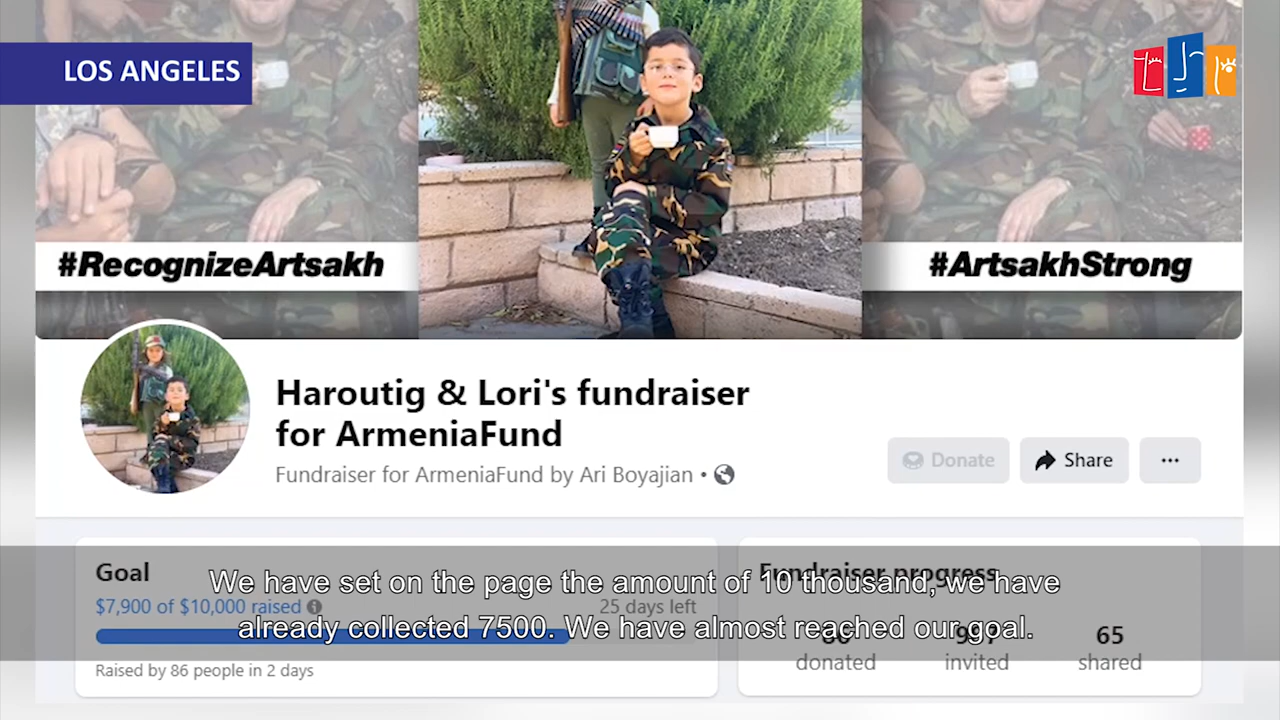 LOS ANGELES
#RecognizeArtsakh
#ArtsakhStrong
Haroutig & Lori's fundraiser
for ArmeniaFund
Fundraiser for ArmeniaFund by Ari Boyajian •
Donate
Share
Goal
$7,900 of $10,000 raised
25 days left
Raised by 86 people in 2 days
Fundraiser progress
donated
invited
65
shared
We have set on the page the amount of 10 thousand, we have
already collected 7500. We have almost reached our goal.